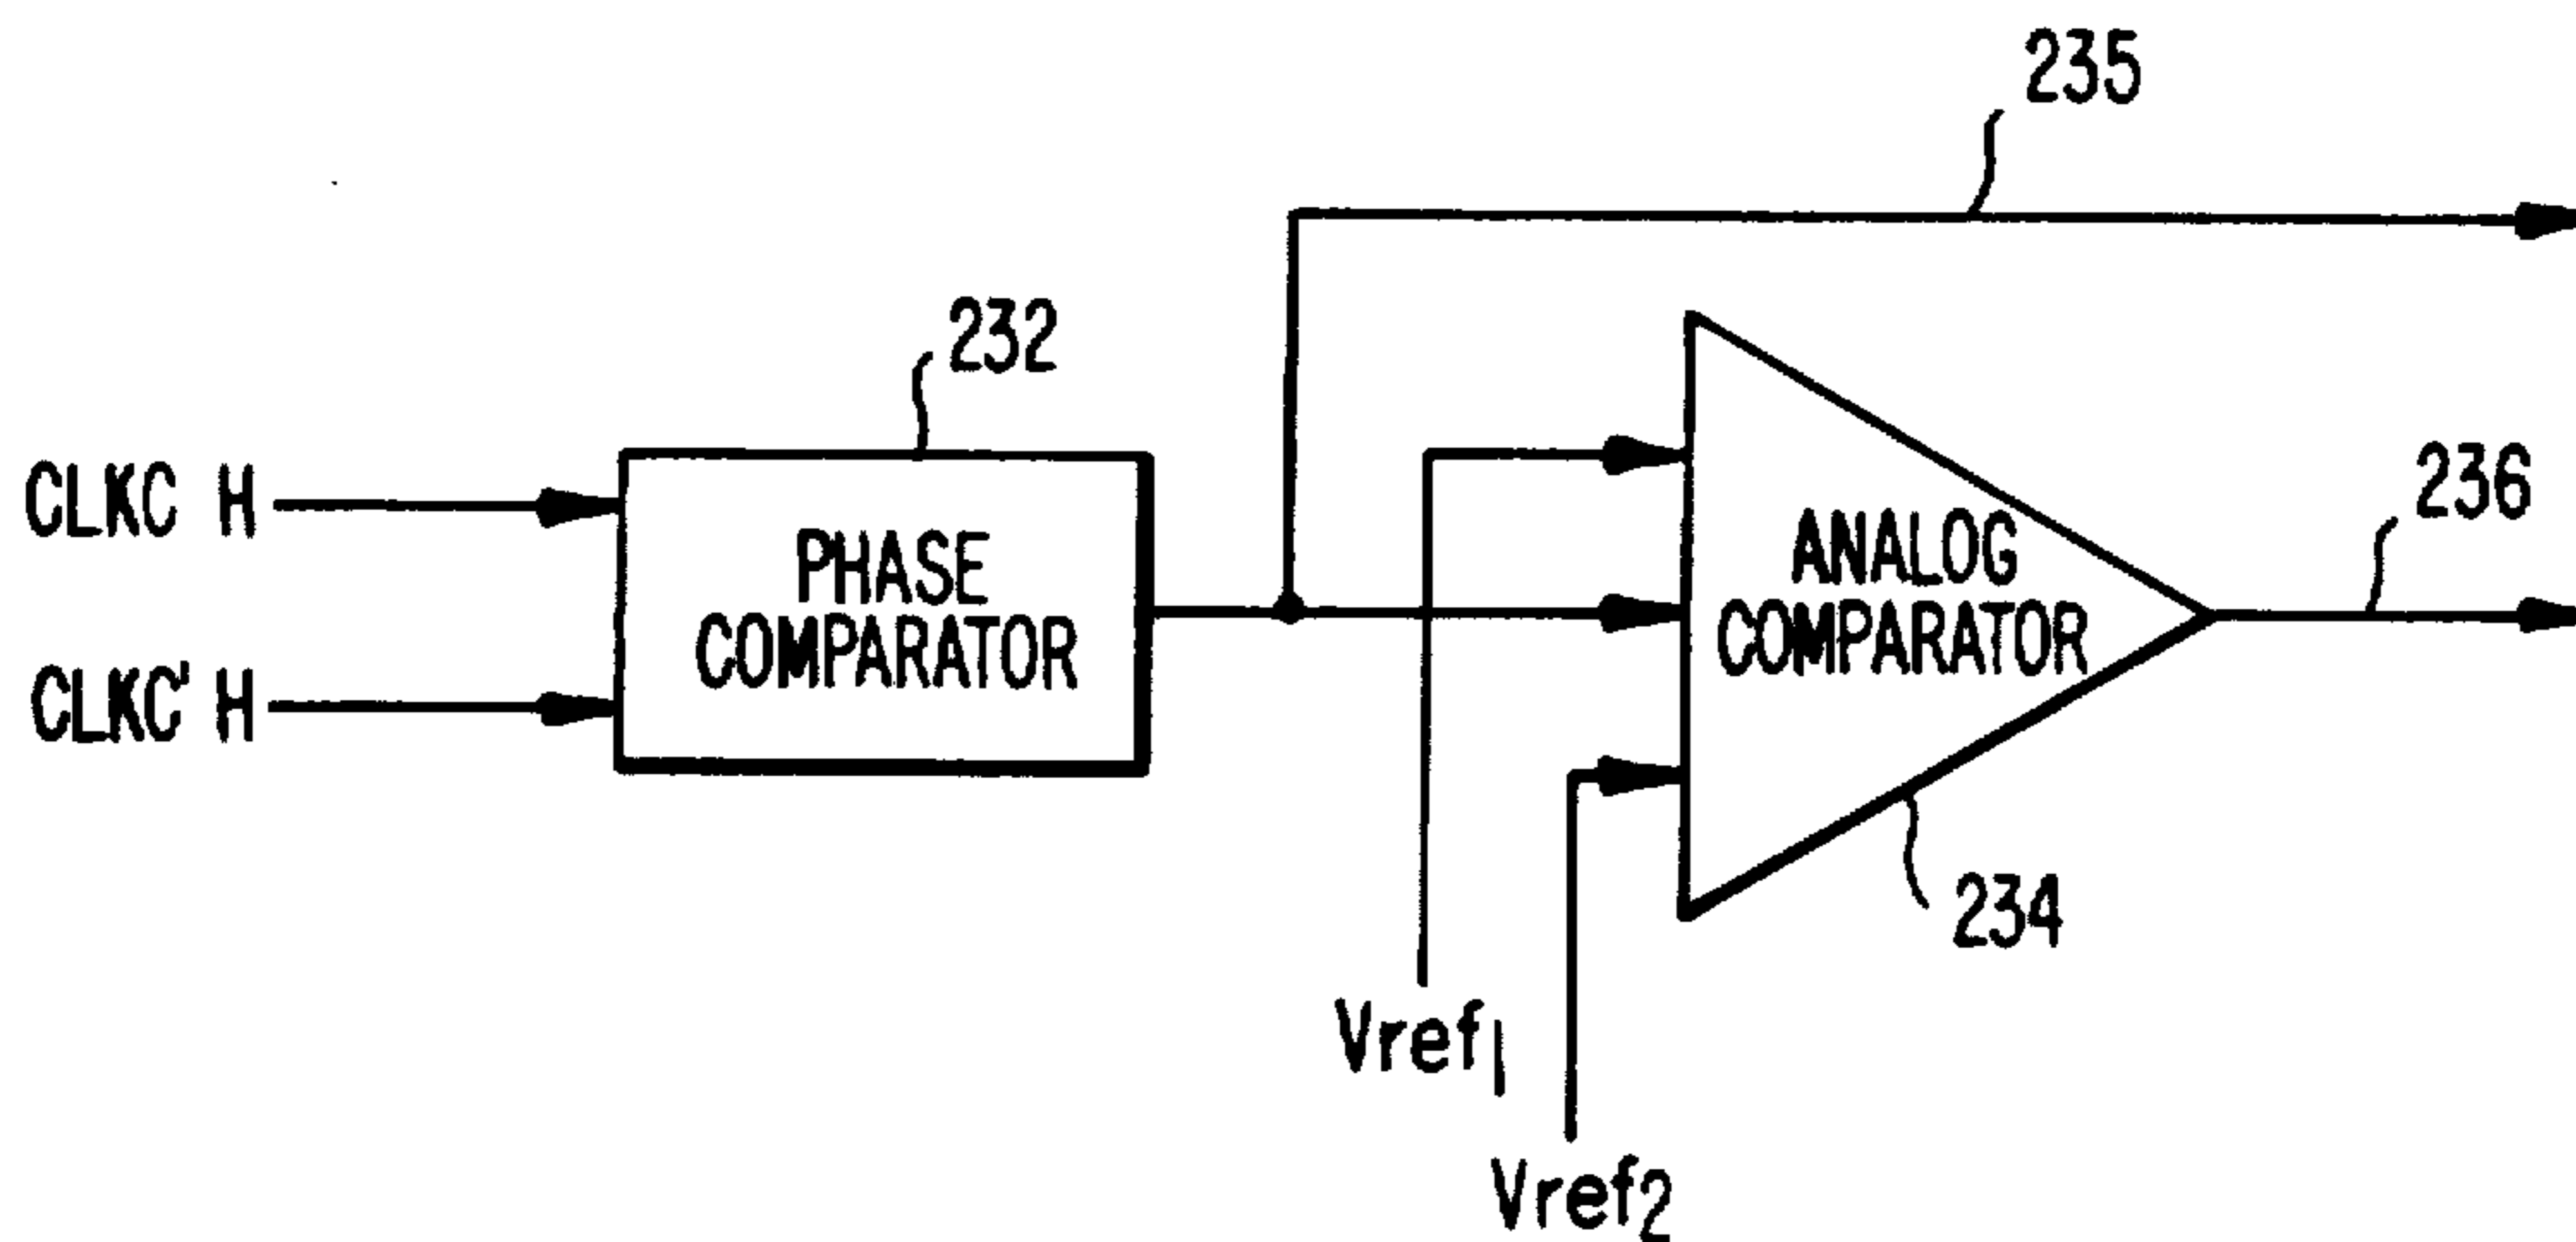 235
232
CLKC H
PHASE
COMPARATOR
CLKC' H
ANALOG
COMPARATOR
236
234
Vref1
Vref2